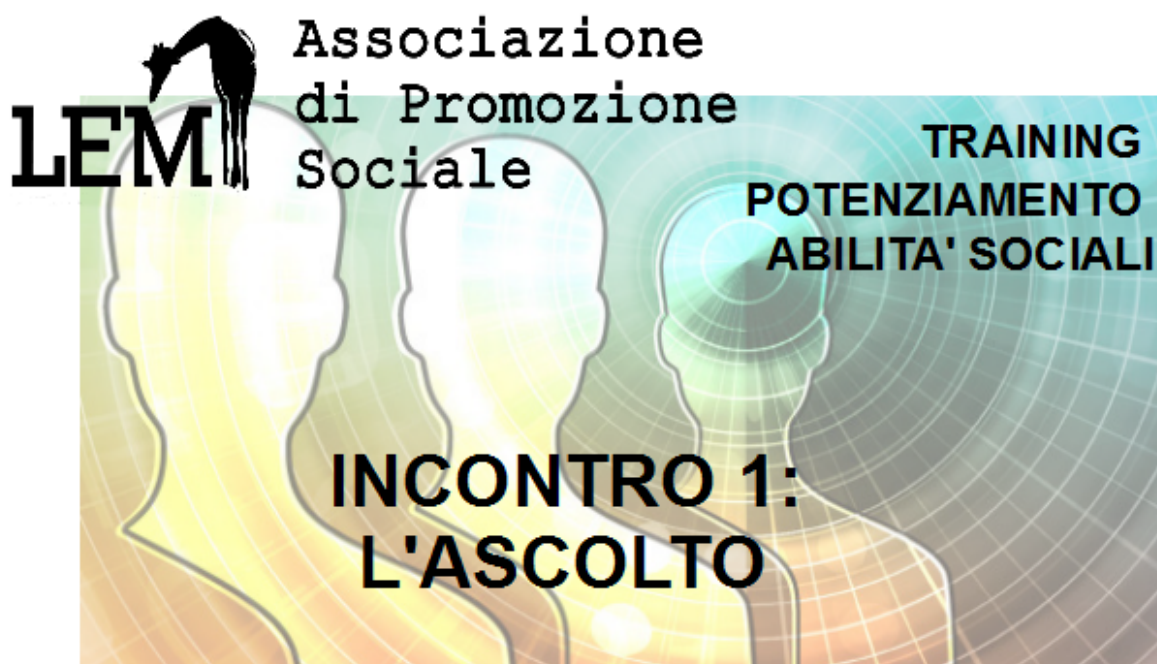 LEM
Associazione
di Promozione
Sociale
TRAINING
POTENZIAMENTO
ABILITA' SOCIALI
INCONTRO 1:
L'ASCOLTO